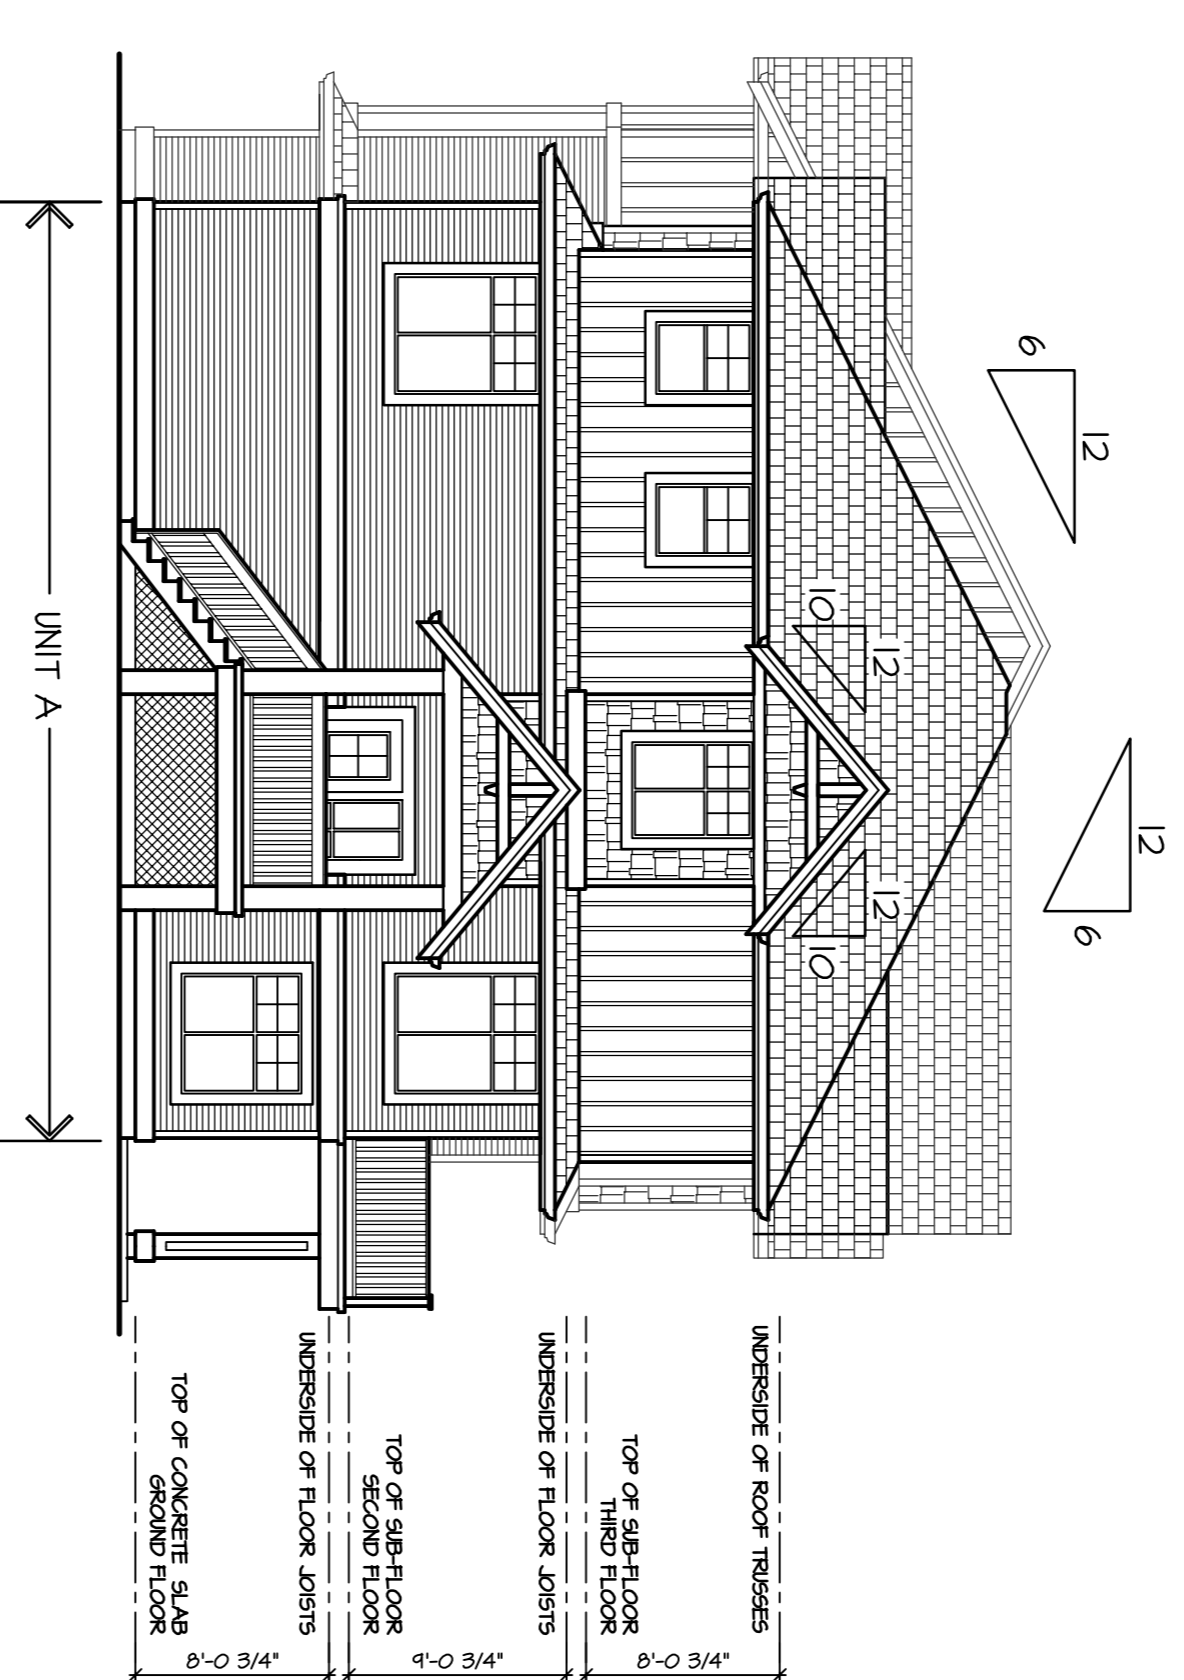 6
12
12
6
10
12
12
10
UNDERSIDE OF ROOF TRUSSES
8'-0 3/4"
TOP OF SUB-FLOOR
THIRD FLOOR
UNDERSIDE OF FLOOR JOISTS
9'-0 3/4"
TOP OF SUB-FLOOR
SECOND FLOOR
UNDERSIDE OF FLOOR JOISTS
8'-0 3/4"
TOP OF CONCRETE SLAB
GROUND FLOOR
UNIT A